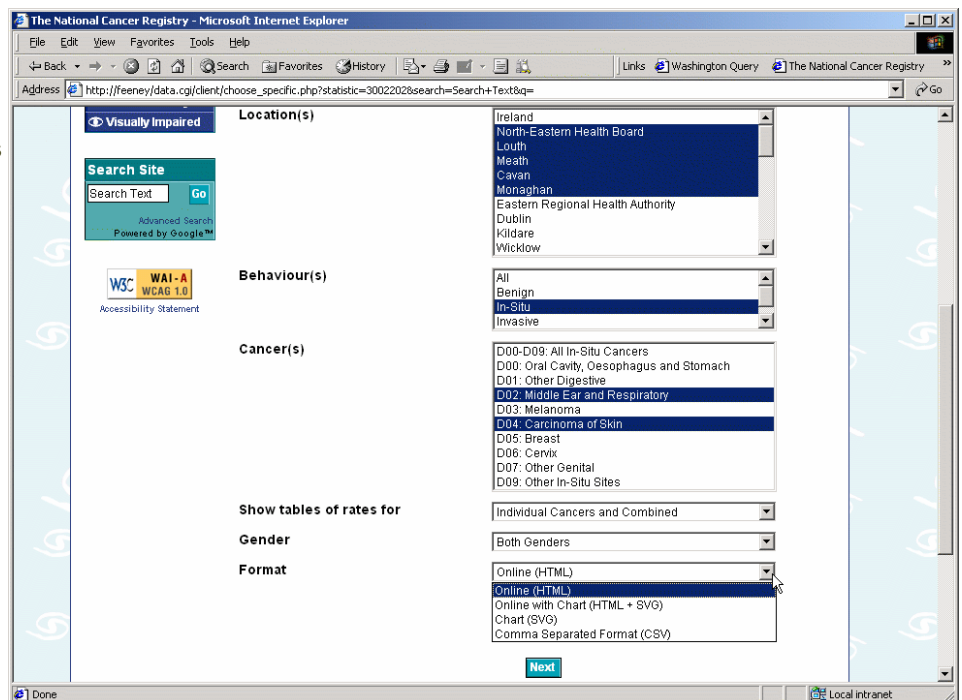 The National Cancer Registry - Microsoft Internet Explorer
File Edit View Favorites Tools Help
Back Search Favorites History Links Washington Query The National Cancer Registry »
Address http://feeney/data.cgi/client/choose_specific.php?statistic=3002202&search=Search+Text&q= Go
Visually Impaired
Search Site
Search Text Go
Advanced Search
Powered by Google™
W3C WAI-A
WCAG 1.0
Accessibility Statement
Location(s)
Ireland
North-Eastern Health Board
Louth
Meath
Cavan
Monaghan
Eastern Regional Health Authority
Dublin
Kildare
Wicklow
Behaviour(s)
All
Benign
In-Situ
Invasive
Cancer(s)
D00-D09: All In-Situ Cancers
D00: Oral Cavity, Oesophagus and Stomach
D01: Other Digestive
D02: Middle Ear and Respiratory
D03: Melanoma
D04: Carcinoma of Skin
D05: Breast
D06: Cervix
D07: Other Genital
D09: Other In-Situ Sites
Show tables of rates for Individual Cancers and Combined
Gender Both Genders
Format Online (HTML)
Online (HTML)
Online with Chart (HTML + SVG)
Chart (SVG)
Comma Separated Format (CSV)
Next
Done Local intranet